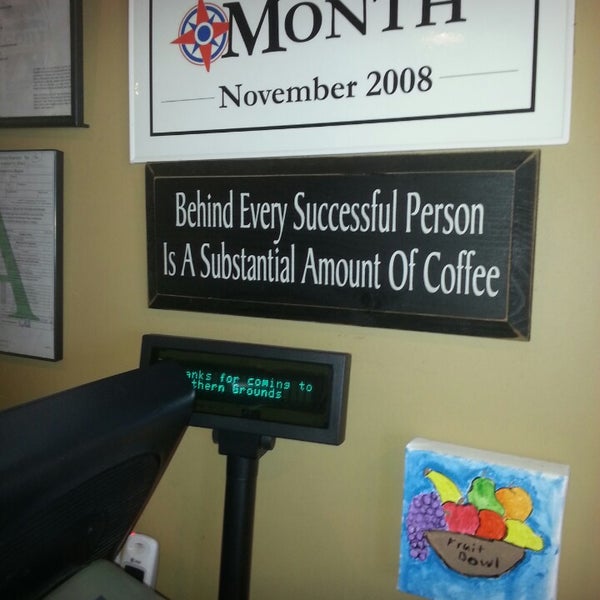 MONTH
November 2008
Behind Every Successful Person
Is A Substantial Amount Of Coffee
anks for coming to
thern Grounds
A
Fruit
Bowl